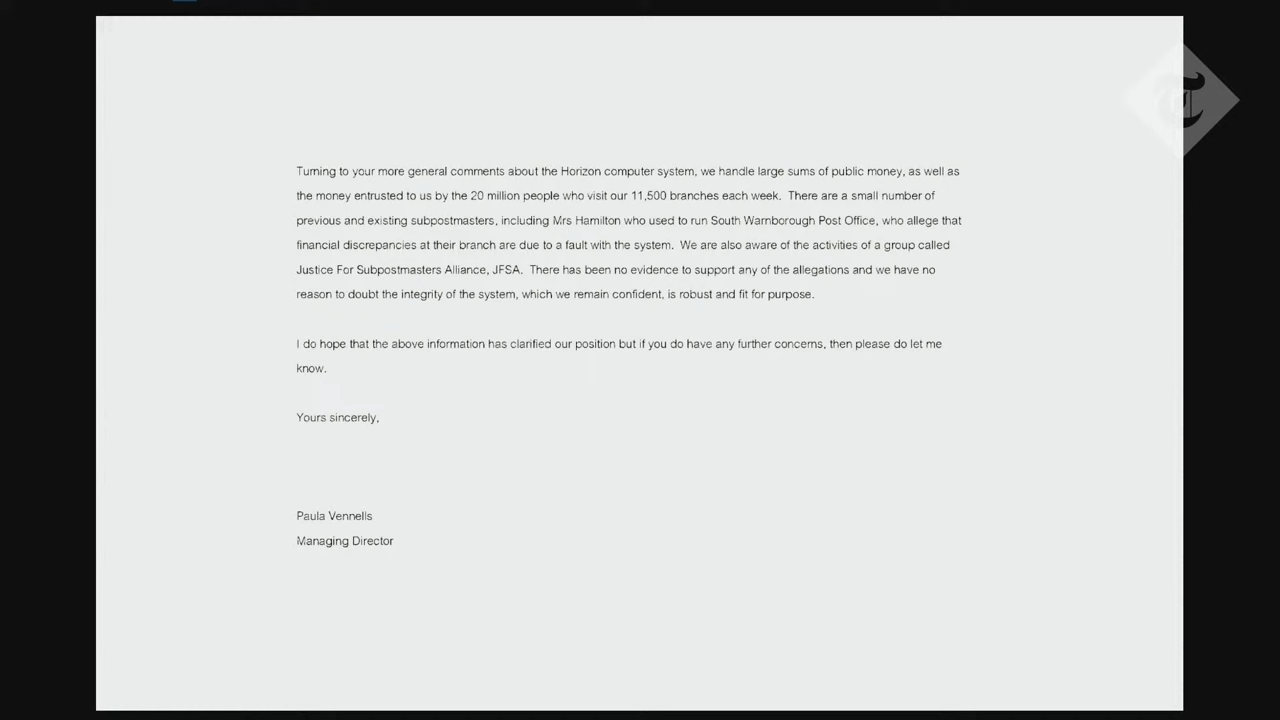 Turning to your more general comments about the Horizon computer system, we handle large sums of public money, as well as
the money entrusted to us by the 20 million people who visit our 11,500 branches each week.  There are a small number of
previous and existing subpostmasters, including Mrs Hamilton who used to run South Warnborough Post Office, who allege that
financial discrepancies at their branch are due to a fault with the system.  We are also aware of the activities of a group called
Justice For Subpostmasters Alliance, JFSA.  There has been no evidence to support any of the allegations and we have no
reason to doubt the integrity of the system, which we remain confident, is robust and fit for purpose.
I do hope that the above information has clarified our position but if you do have any further concerns, then please do let me
know.
Yours sincerely,
Paula Vennells
Managing Director
T